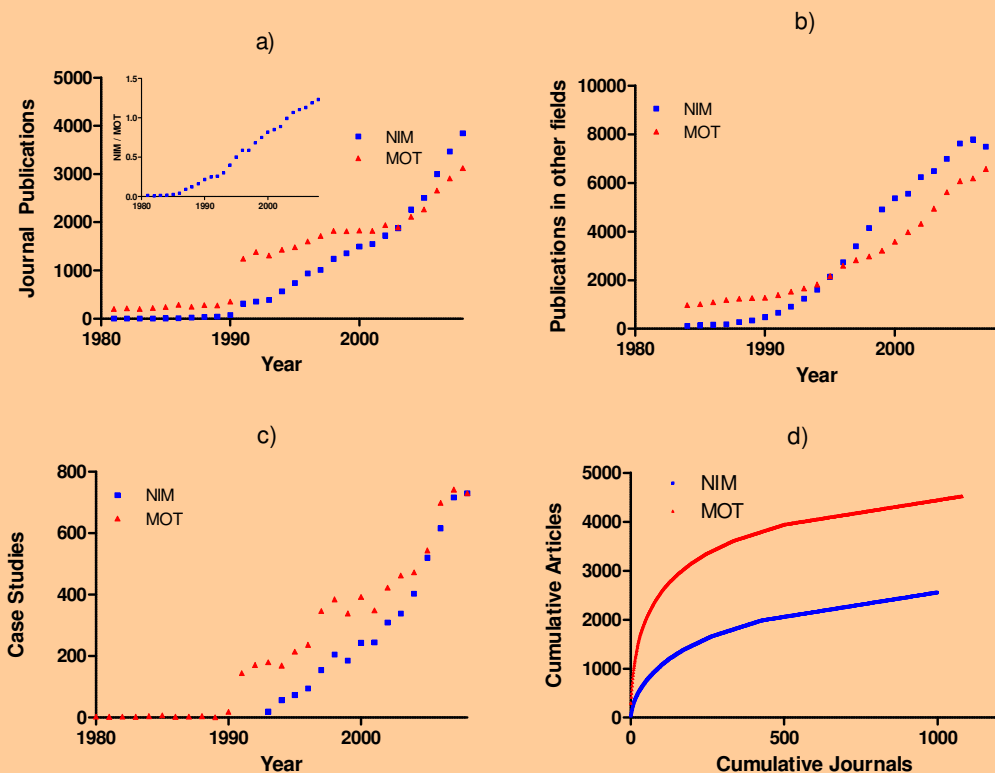 a)
Journal Publications
5000
4000
3000
2000
1000
0
1980
1990
2000
Year
NIM
MOT
NIM / MOT
1.5
1.0
0.5
0.0
1980
1990
2000
b)
Publications in other fields
10000
8000
6000
4000
2000
0
1980
1990
2000
Year
NIM
MOT
c)
Case Studies
800
600
400
200
0
1980
1990
2000
Year
NIM
MOT
d)
Cumulative Articles
5000
4000
3000
2000
1000
0
0
500
1000
Cumulative Journals
NIM
MOT